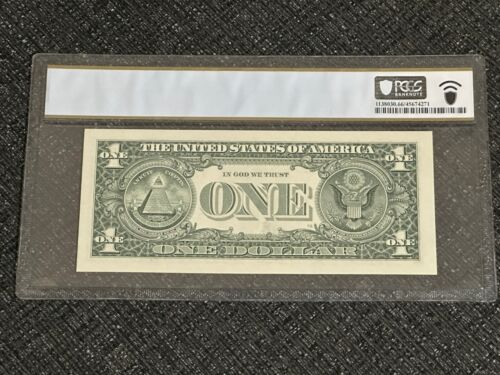 PCGS
BANKNOTE
1138030.66/45674271
THE UNITED STATES OF AMERICA
1 ONE
1 ONE
IN GOD WE TRUST
ONE
1 ONE
1 ONE
ONE DOLLAR